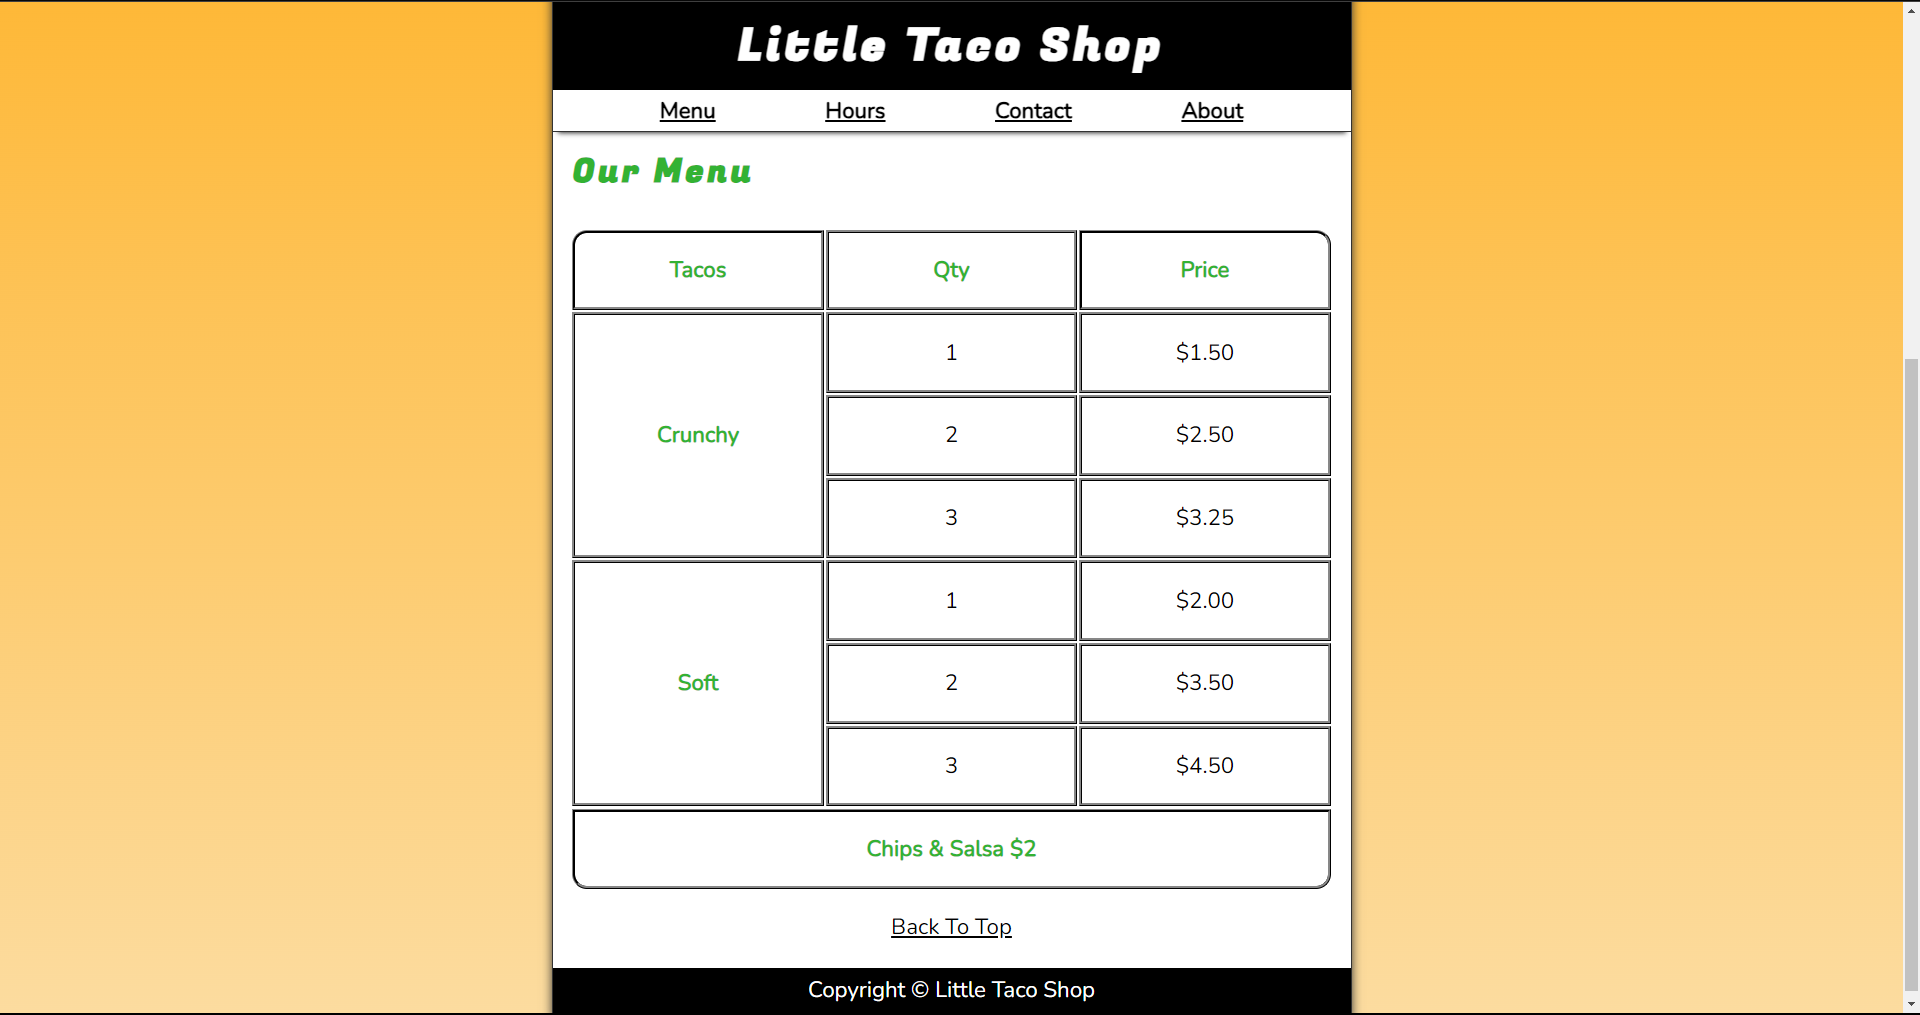 Little Taco Shop
Menu Hours Contact About
Our Menu
Tacos Qty Price
Crunchy
1 $1.50
2 $2.50
3 $3.25
Soft
1 $2.00
2 $3.50
3 $4.50
Chips & Salsa $2
Back To Top
Copyright © Little Taco Shop